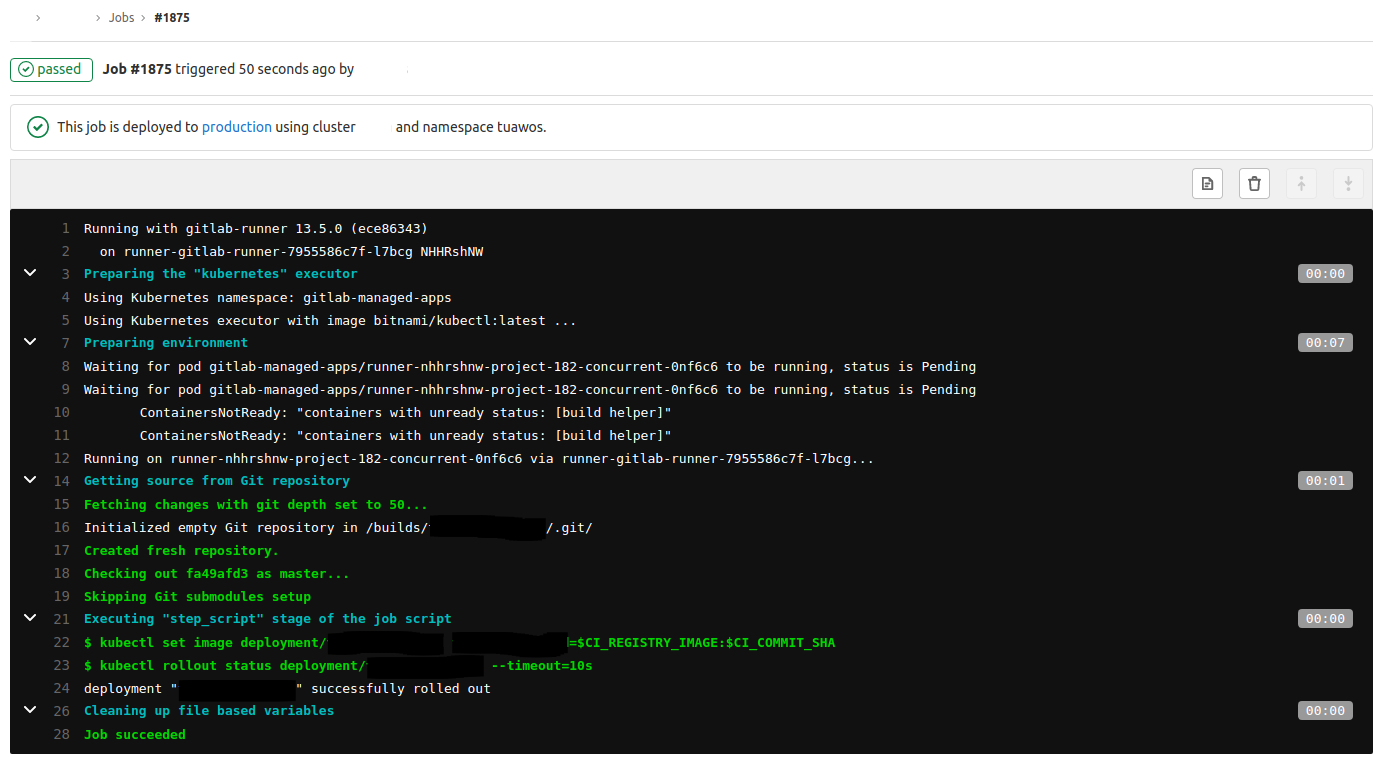 › › Jobs › #1875
passed Job #1875 triggered 50 seconds ago by
This job is deployed to production using cluster and namespace tuawos.
1 Running with gitlab-runner 13.5.0 (ece86343)
2 on runner-gitlab-runner-7955586c7f-l7bcg NHHRshNW
3 Preparing the "kubernetes" executor 00:00
4 Using Kubernetes namespace: gitlab-managed-apps
5 Using Kubernetes executor with image bitnami/kubectl:latest ...
7 Preparing environment 00:07
8 Waiting for pod gitlab-managed-apps/runner-nhhrshnw-project-182-concurrent-0nf6c6 to be running, status is Pending
9 Waiting for pod gitlab-managed-apps/runner-nhhrshnw-project-182-concurrent-0nf6c6 to be running, status is Pending
10 ContainersNotReady: "containers with unready status: [build helper]"
11 ContainersNotReady: "containers with unready status: [build helper]"
12 Running on runner-nhhrshnw-project-182-concurrent-0nf6c6 via runner-gitlab-runner-7955586c7f-l7bcg...
14 Getting source from Git repository 00:01
15 Fetching changes with git depth set to 50...
16 Initialized empty Git repository in /builds/ /.git/
17 Created fresh repository.
18 Checking out fa49afd3 as master...
19 Skipping Git submodules setup
21 Executing "step_script" stage of the job script 00:00
22 $ kubectl set image deployment/ =$CI_REGISTRY_IMAGE:$CI_COMMIT_SHA
23 $ kubectl rollout status deployment/ --timeout=10s
24 deployment " " successfully rolled out
26 Cleaning up file based variables 00:00
28 Job succeeded